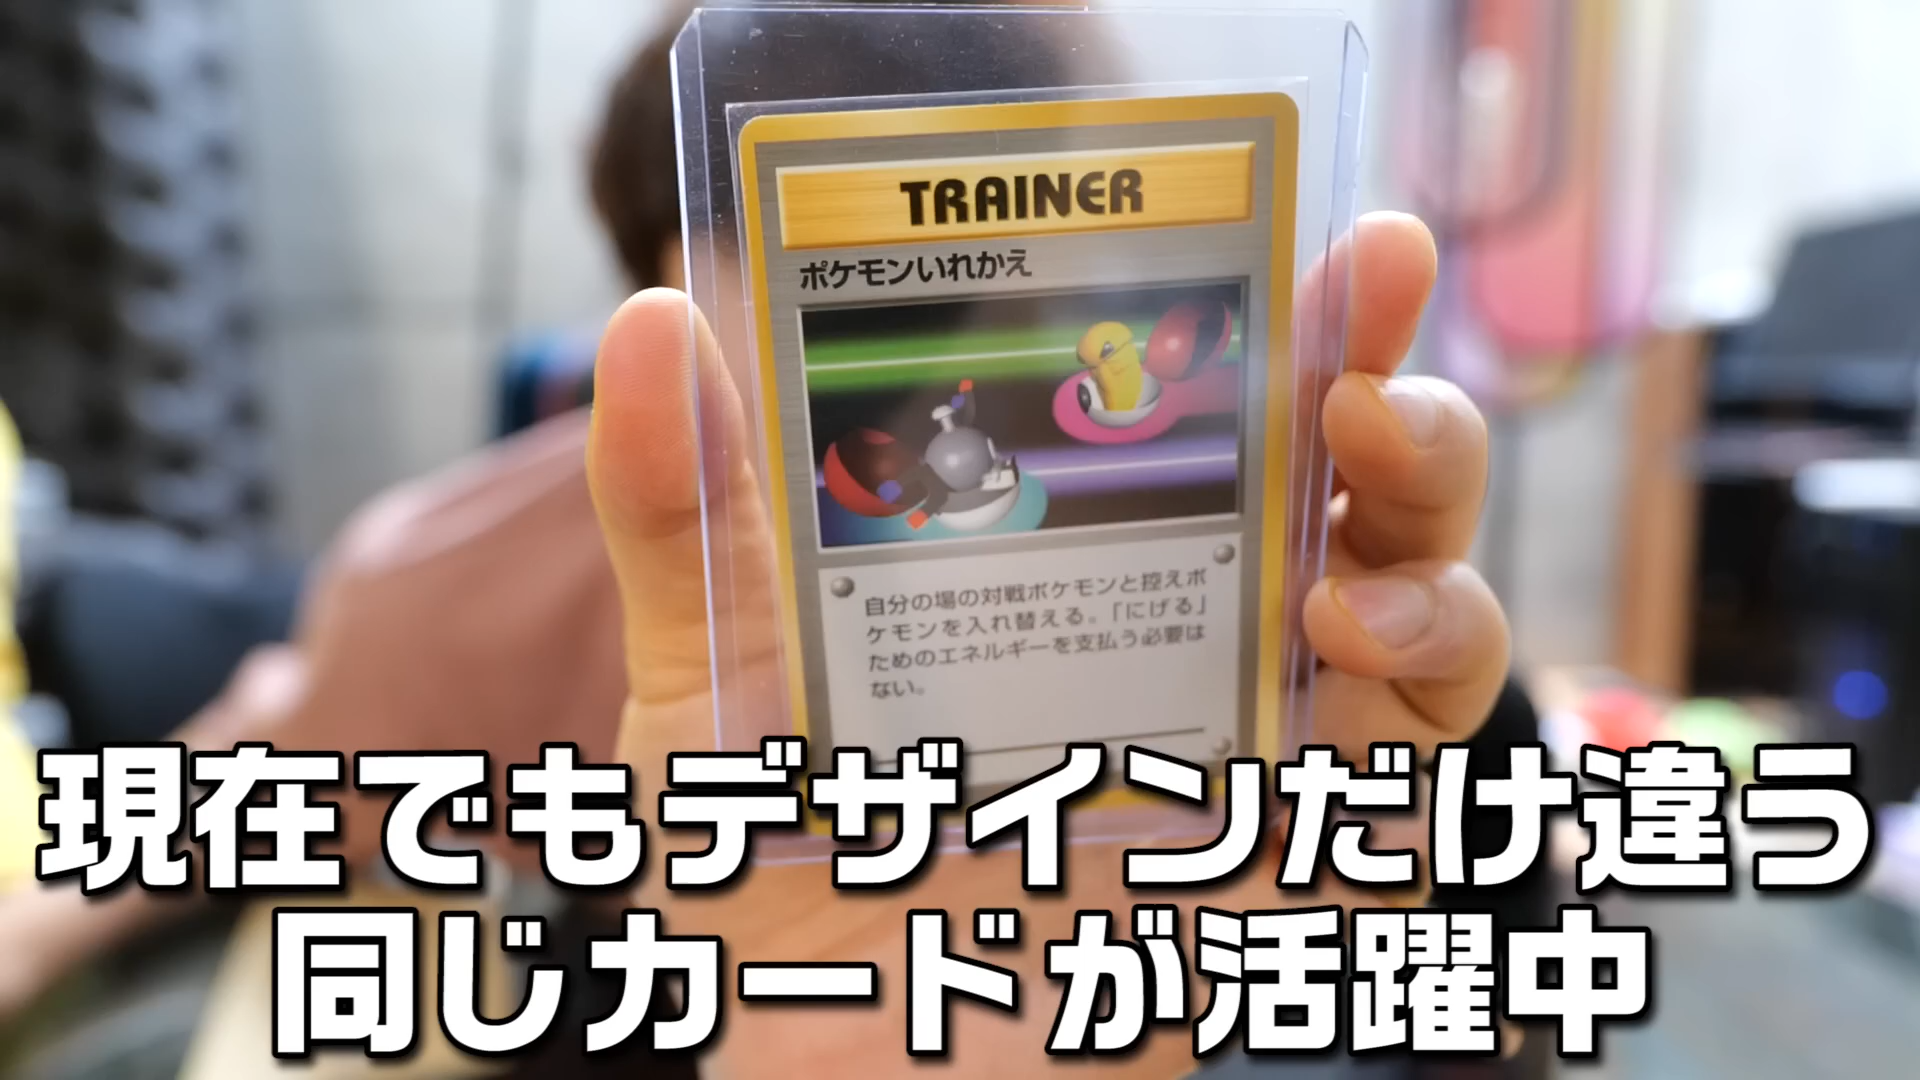 TRAINER
ポケモンいれかえ
自分の場の対戦ポケモンと控えポ
ケモンを入れ替える。「にげる」
ためのエネルギーを支払う必要は
ない。
現在でもデザインだけ違う
同じカードが活躍中